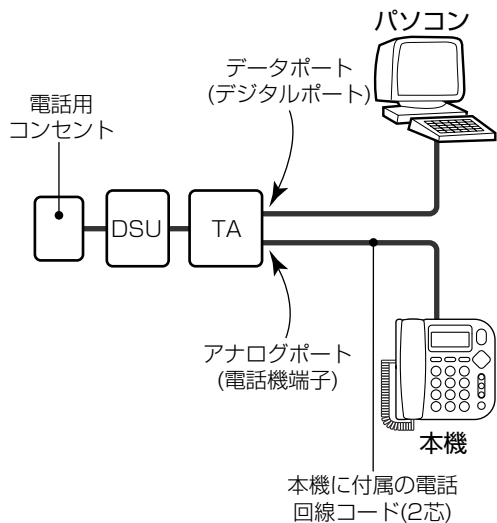 パソコン
データポート
(デジタルポート)
電話用
コンセント
DSU
TA
アナログポート
(電話機端子)
本機
本機に付属の電話
回線コード(2芯)